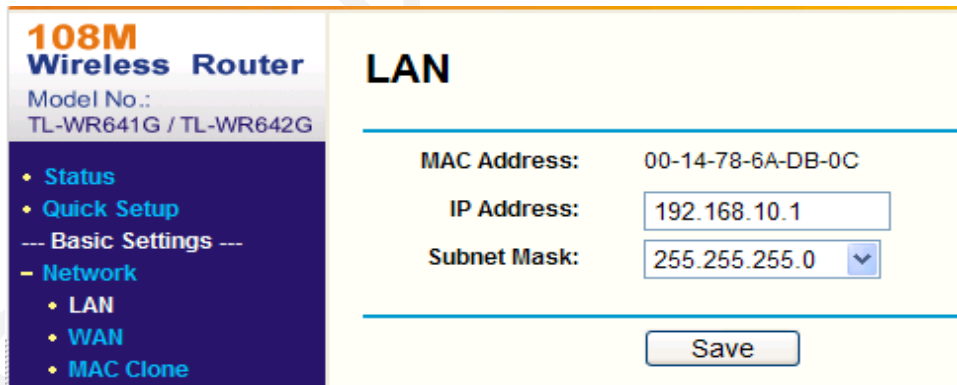 108M
Wireless Router
Model No.:
TL-WR641G / TL-WR642G
• Status
• Quick Setup
--- Basic Settings ---
– Network
• LAN
• WAN
• MAC Clone
LAN
MAC Address: 00-14-78-6A-DB-0C
IP Address: 192.168.10.1
Subnet Mask: 255.255.255.0
Save